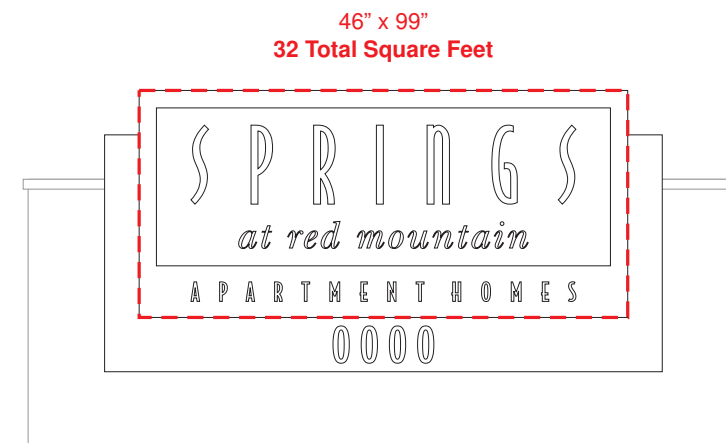 46” x 99”
32 Total Square Feet
SPRINGS
at red mountain
APARTMENT HOMES
0000